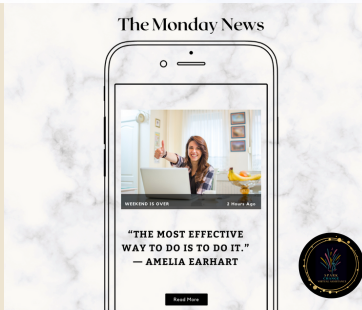 The Monday News
WEEKEND IS OVER 2 Hours Ago
“THE MOST EFFECTIVE
WAY TO DO IS TO DO IT.”
— AMELIA EARHART
Read More